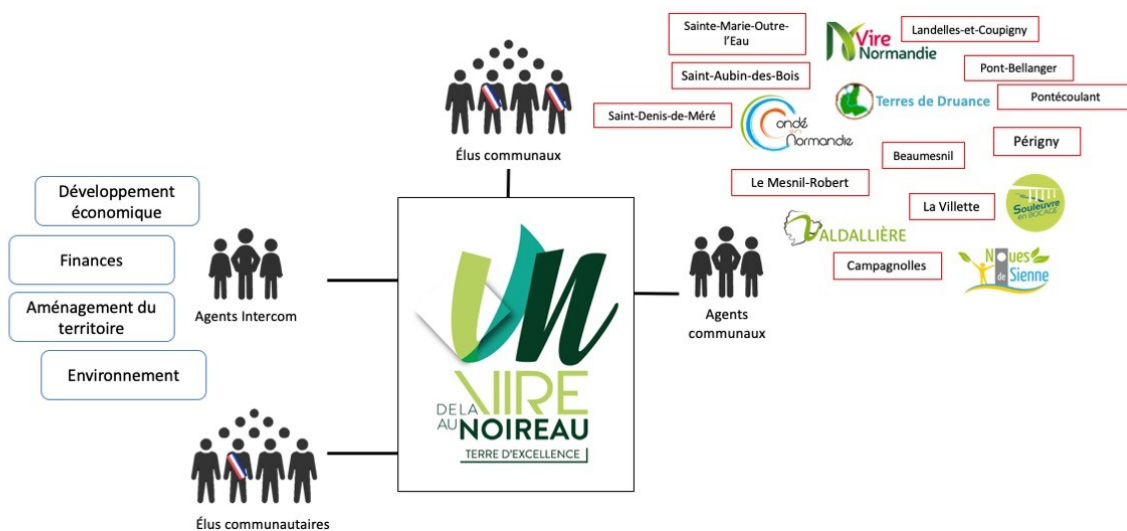 Sainte-Marie-Outre-
l'Eau
Vire
Normandie
Landelles-et-Coupigny
Saint-Aubin-des-Bois
Pont-Bellanger
Terres de Druance
Pontécoulant
Saint-Denis-de-Méré
Condé
en
Normandie
Périgny
Beaumesnil
Élus communaux
Le Mesnil-Robert
La Villette
Souleuvre
en BOCAGE
VALDALLIÈRE
Campagnolles
Noues
de Sienne
Développement
économique
Finances
Agents Intercom
Aménagement du
territoire
Environnement
Agents
communaux
VN
DE LA VIRE
AU NOIREAU
TERRE D'EXCELLENCE
Élus communautaires